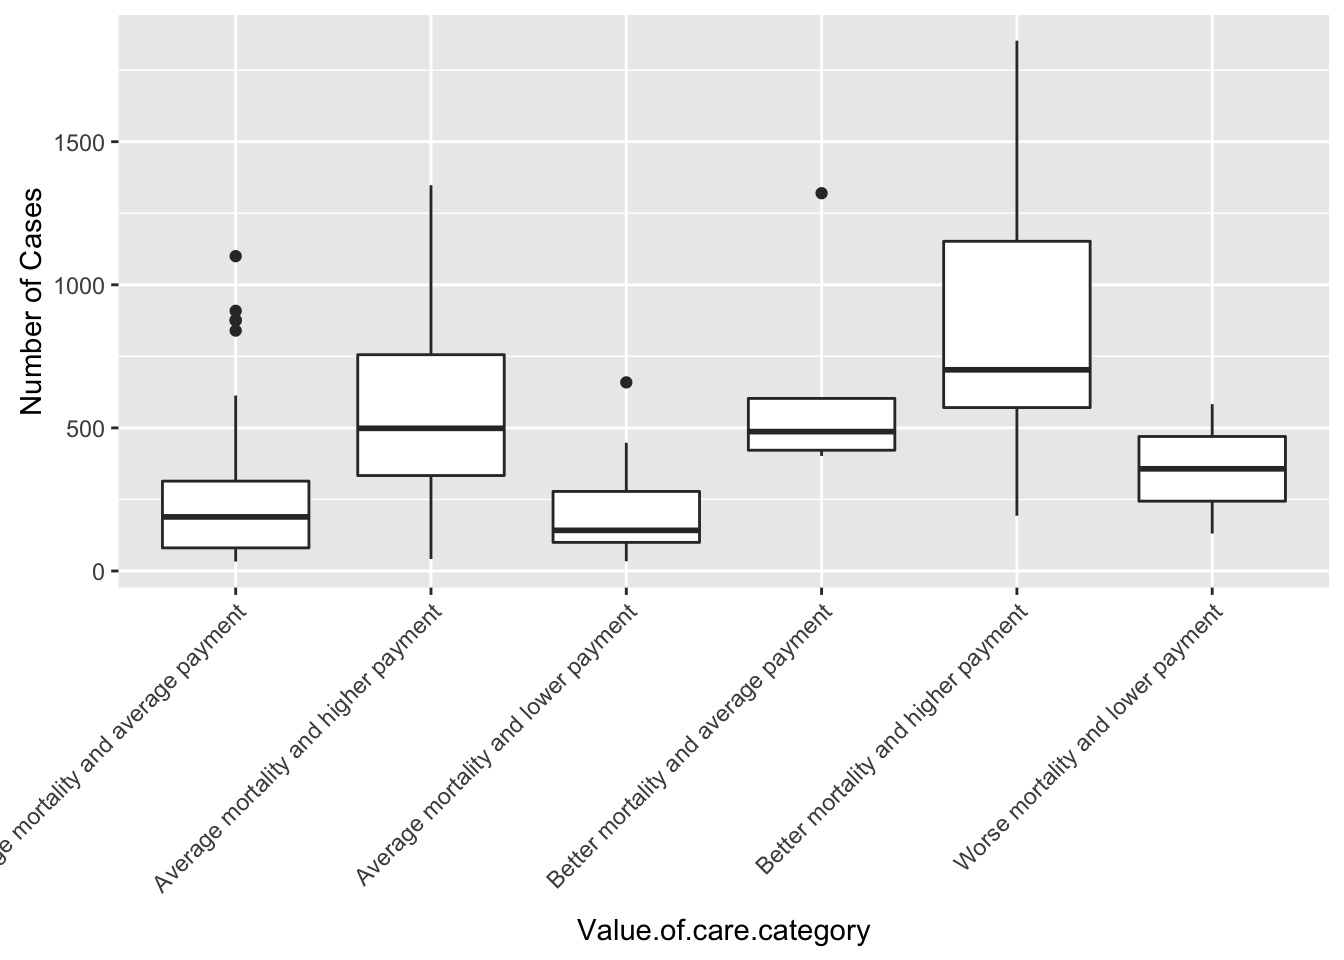 Number of Cases
1500
1000
500
0
mortality and average payment
Average mortality and higher payment
Average mortality and lower payment
Better mortality and average payment
Better mortality and higher payment
Worse mortality and lower payment
Value.of.care.category